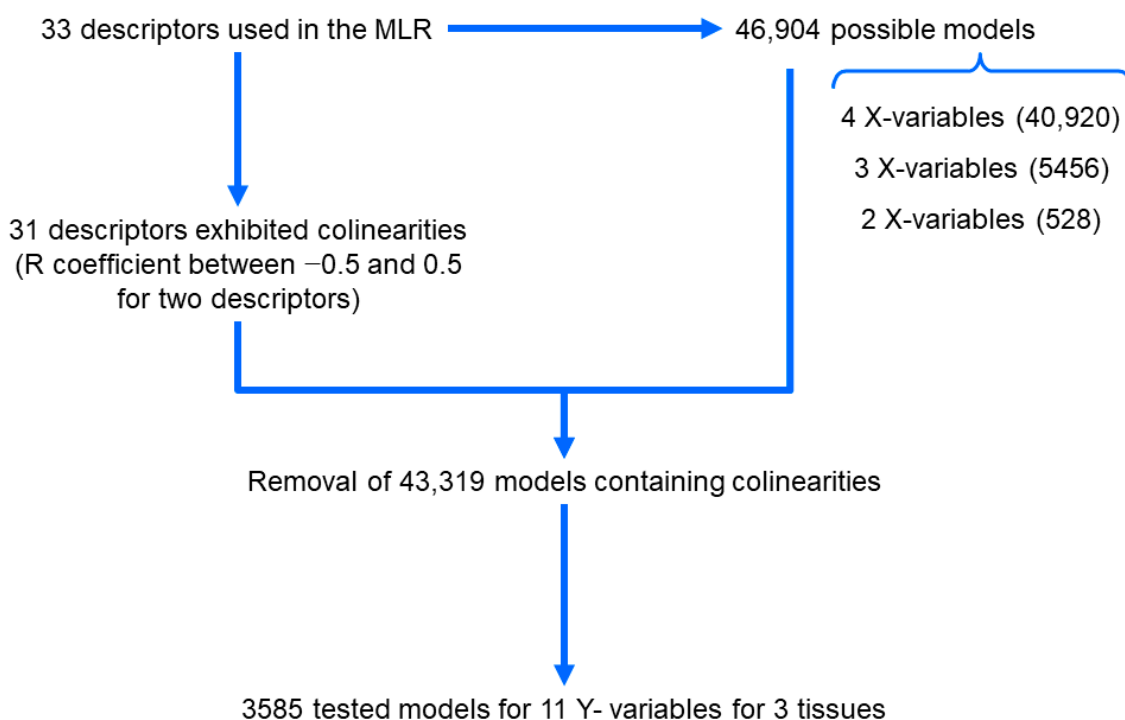 33 descriptors used in the MLR
46,904 possible models
4 X-variables (40,920)
3 X-variables (5456)
2 X-variables (528)
31 descriptors exhibited colinearities
(R coefficient between −0.5 and 0.5
for two descriptors)
Removal of 43,319 models containing colinearities
3585 tested models for 11 Y- variables for 3 tissues